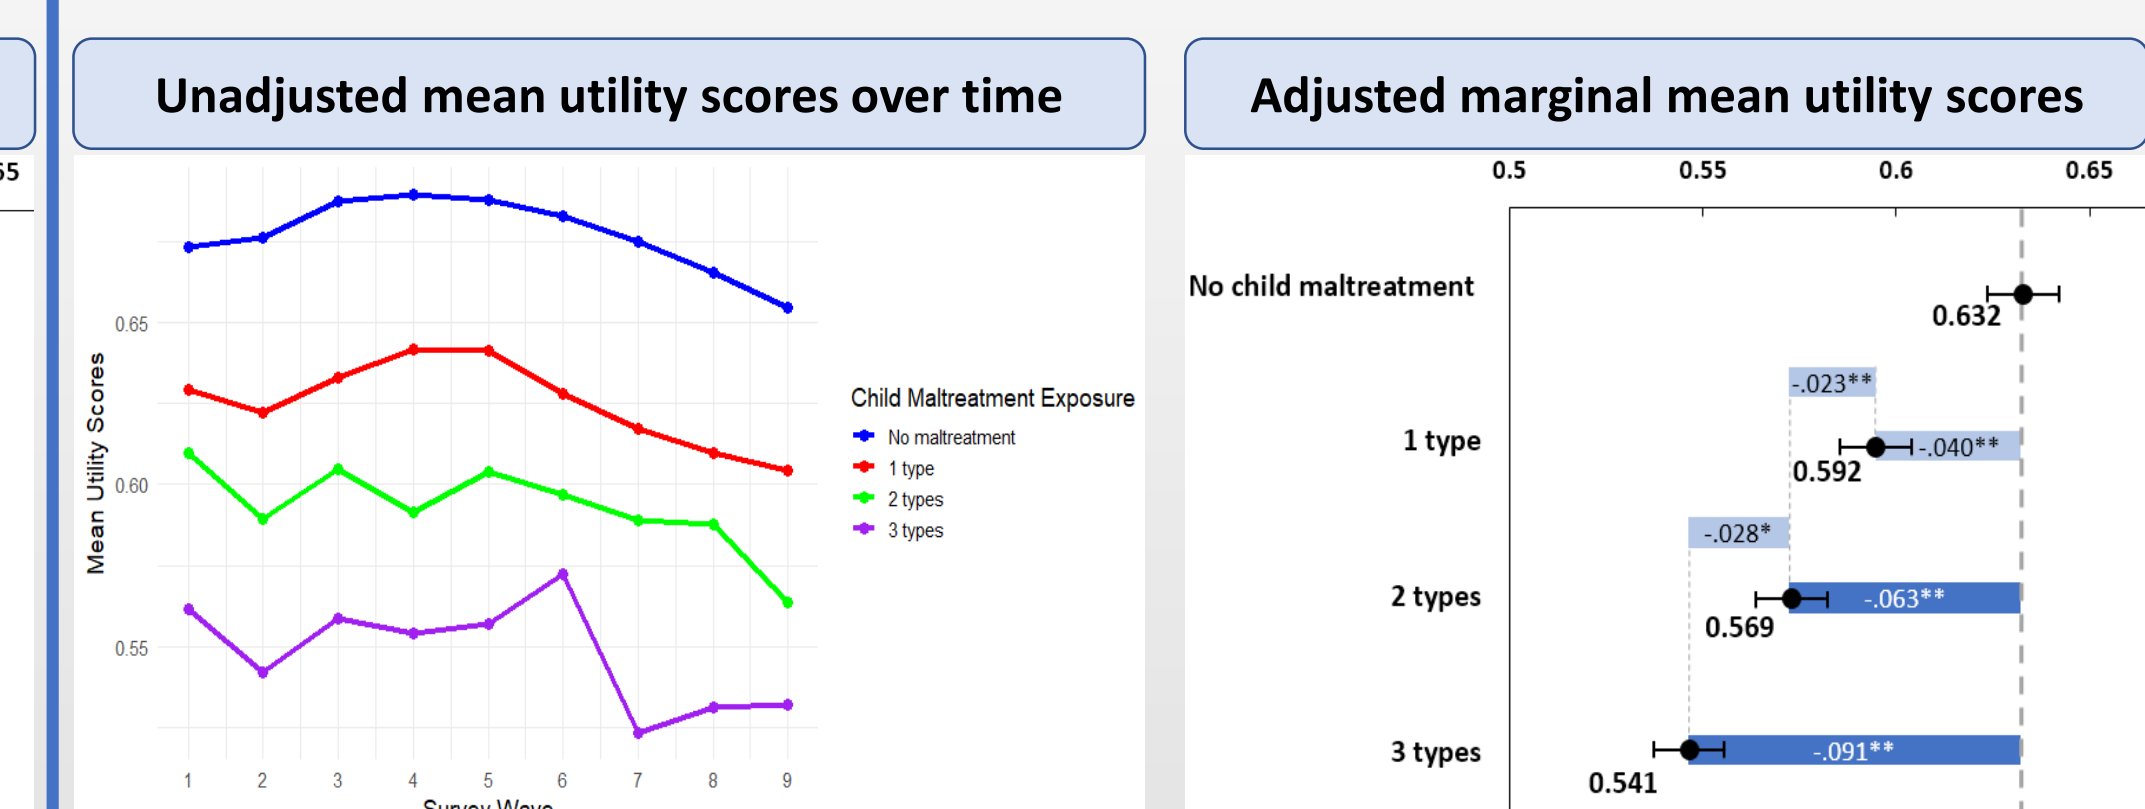 55
Unadjusted mean utility scores over time
0.65
0.60
0.55
Mean Utility Scores
1 2 3 4 5 6 7 8 9
Survey Wave
Child Maltreatment Exposure
No maltreatment
1 type
2 types
3 types
Adjusted marginal mean utility scores
0.5 0.55 0.6 0.65
No child maltreatment
0.632
-.023**
1 type
-.040**
0.592
-.028*
2 types
-.063**
0.569
3 types
-.091**
0.541